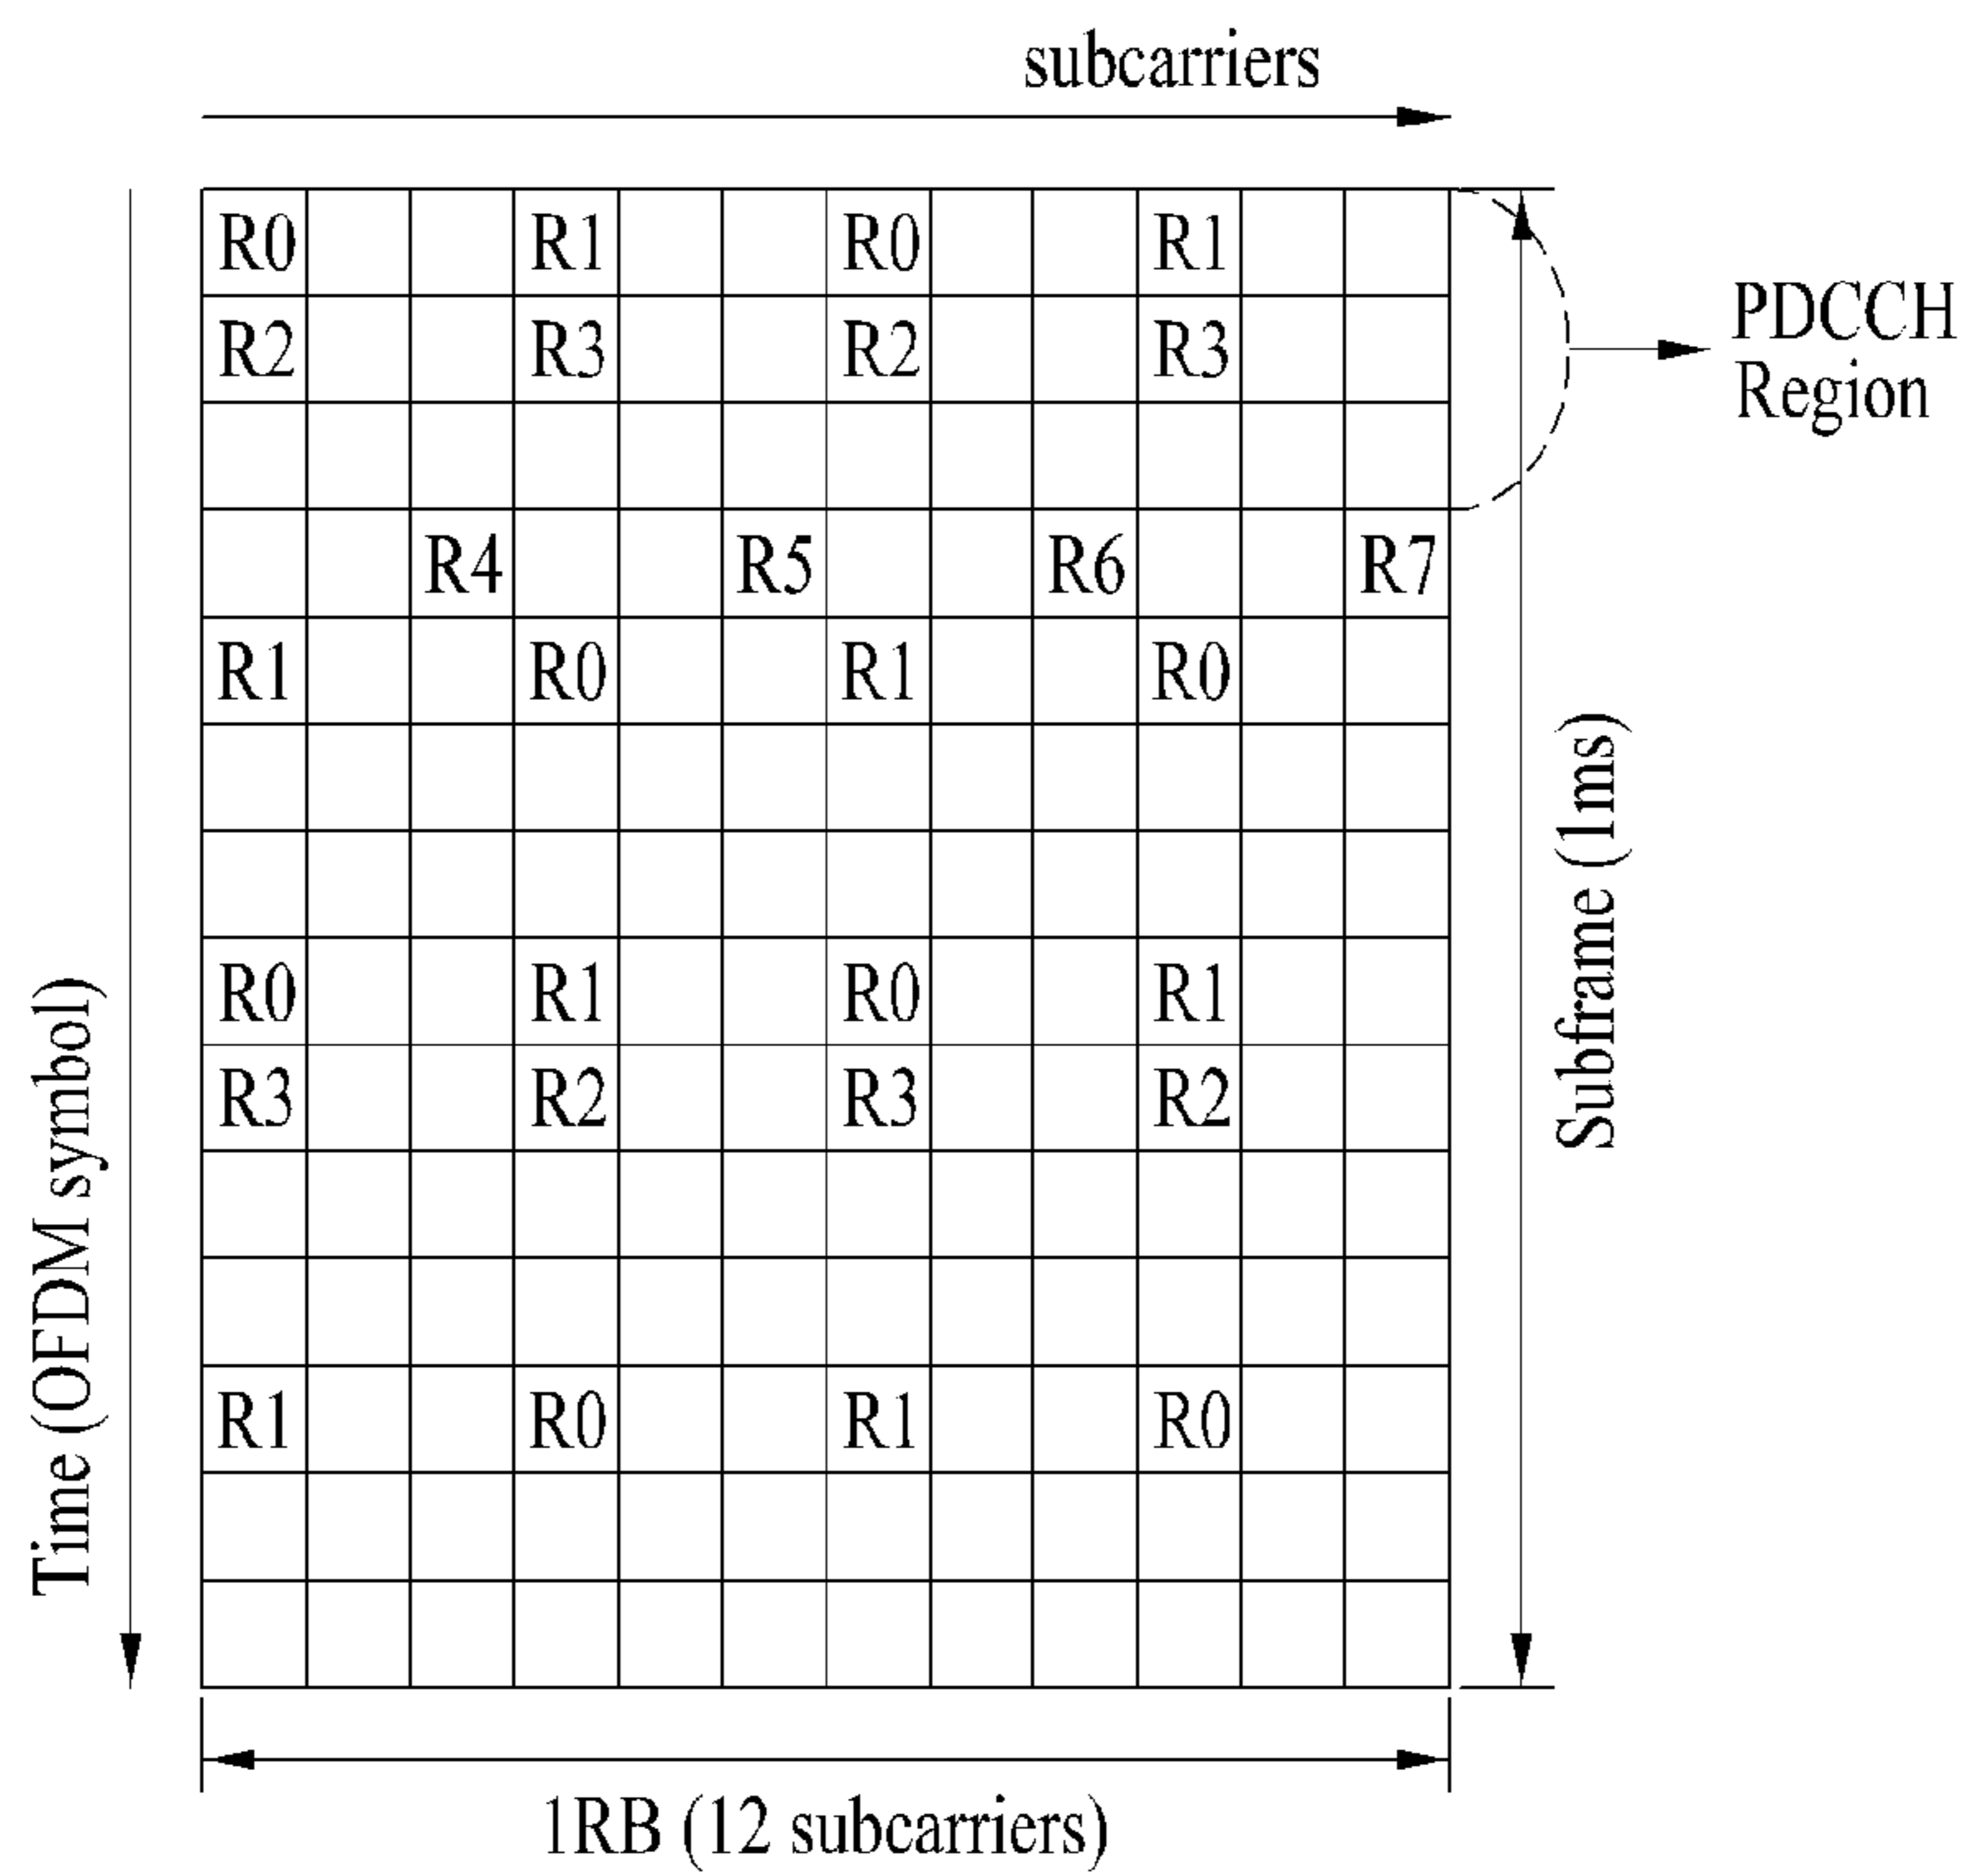 subcarriers
R0 R1 R0 R1
R2 R3 R2 R3
PDCCH
Region
R4 R5 R6 R7
R1 R0 R1 R0
R0 R1 R0 R1
R3 R2 R3 R2
R1 R0 R1 R0
Time (OFDM symbol)
Subframe (1ms)
1RB (12 subcarriers)